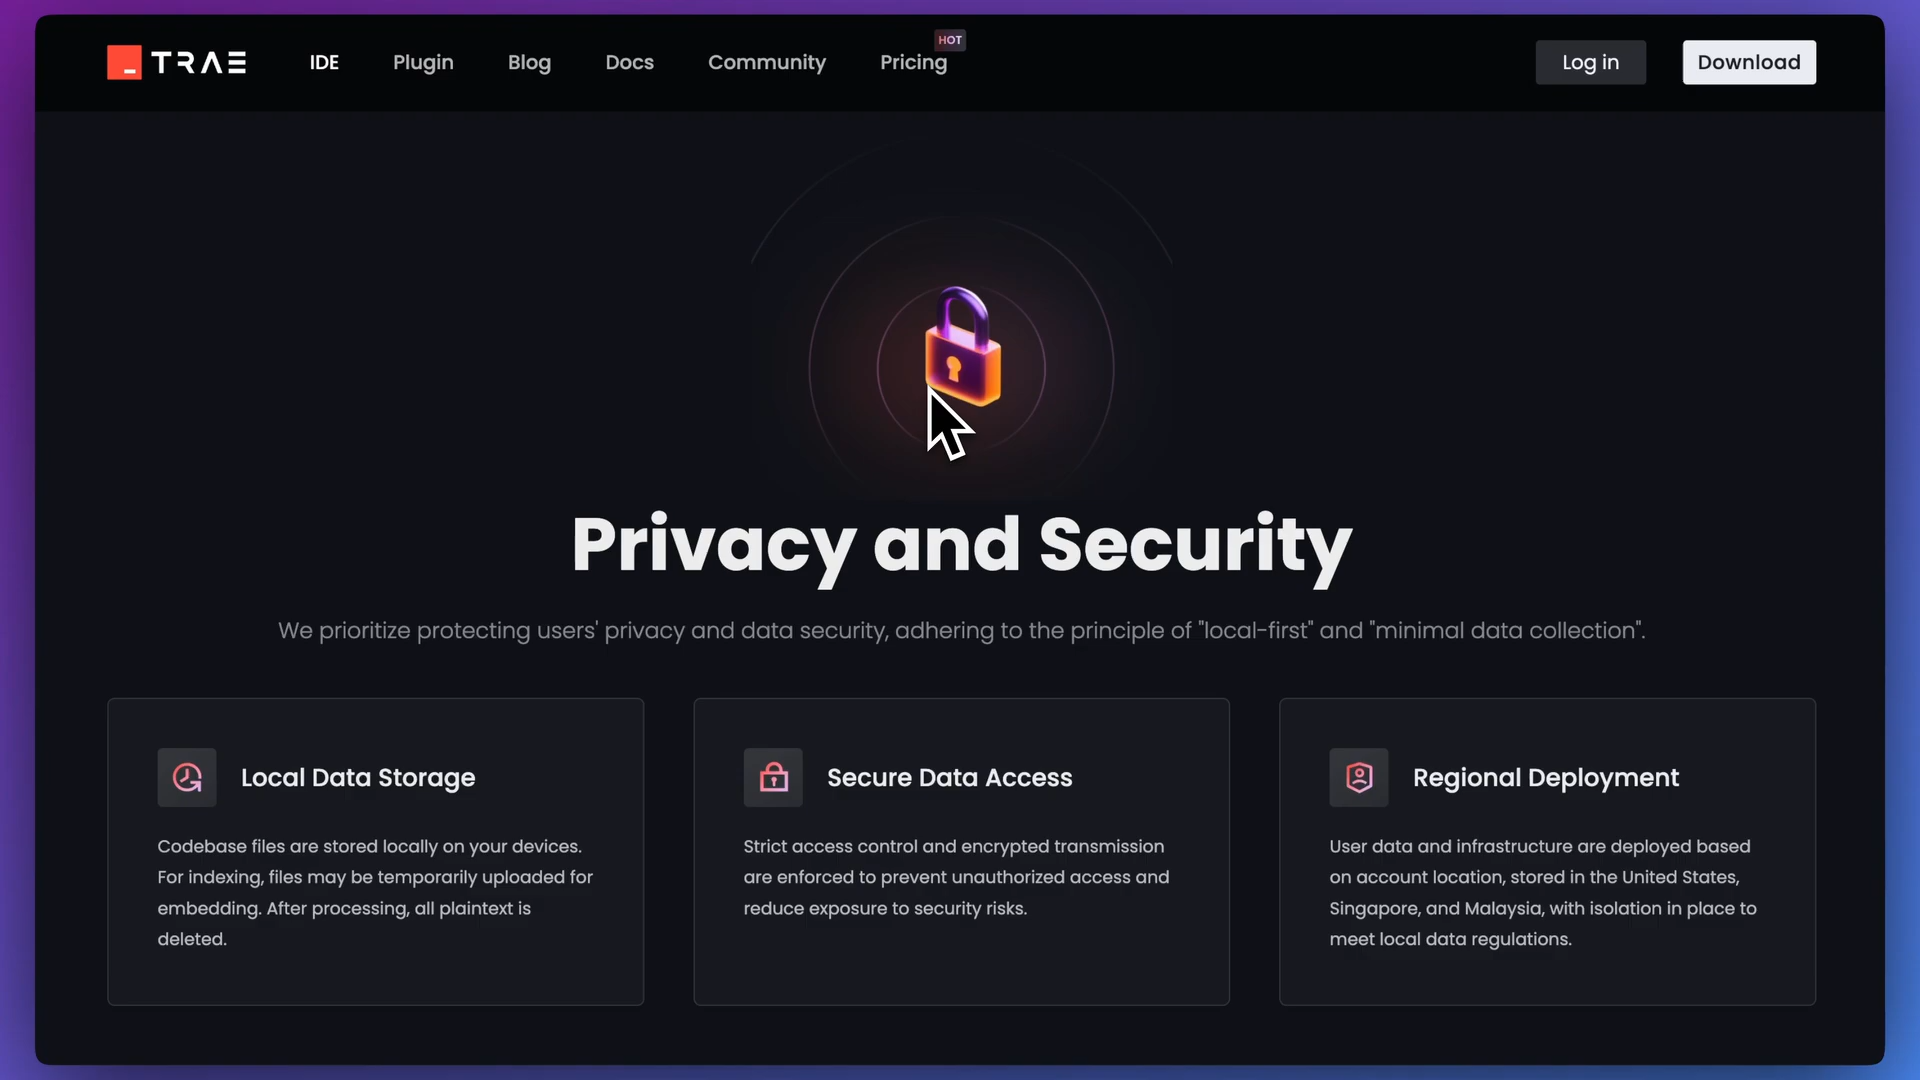 TRAE
IDE
Plugin
Blog
Docs
Community
Pricing
HOT
Log in
Download
Privacy and Security
We prioritize protecting users' privacy and data security, adhering to the principle of "local-first" and "minimal data collection".
Local Data Storage
Codebase files are stored locally on your devices.
For indexing, files may be temporarily uploaded for
embedding. After processing, all plaintext is
deleted.
Secure Data Access
Strict access control and encrypted transmission
are enforced to prevent unauthorized access and
reduce exposure to security risks.
Regional Deployment
User data and infrastructure are deployed based
on account location, stored in the United States,
Singapore, and Malaysia, with isolation in place to
meet local data regulations.